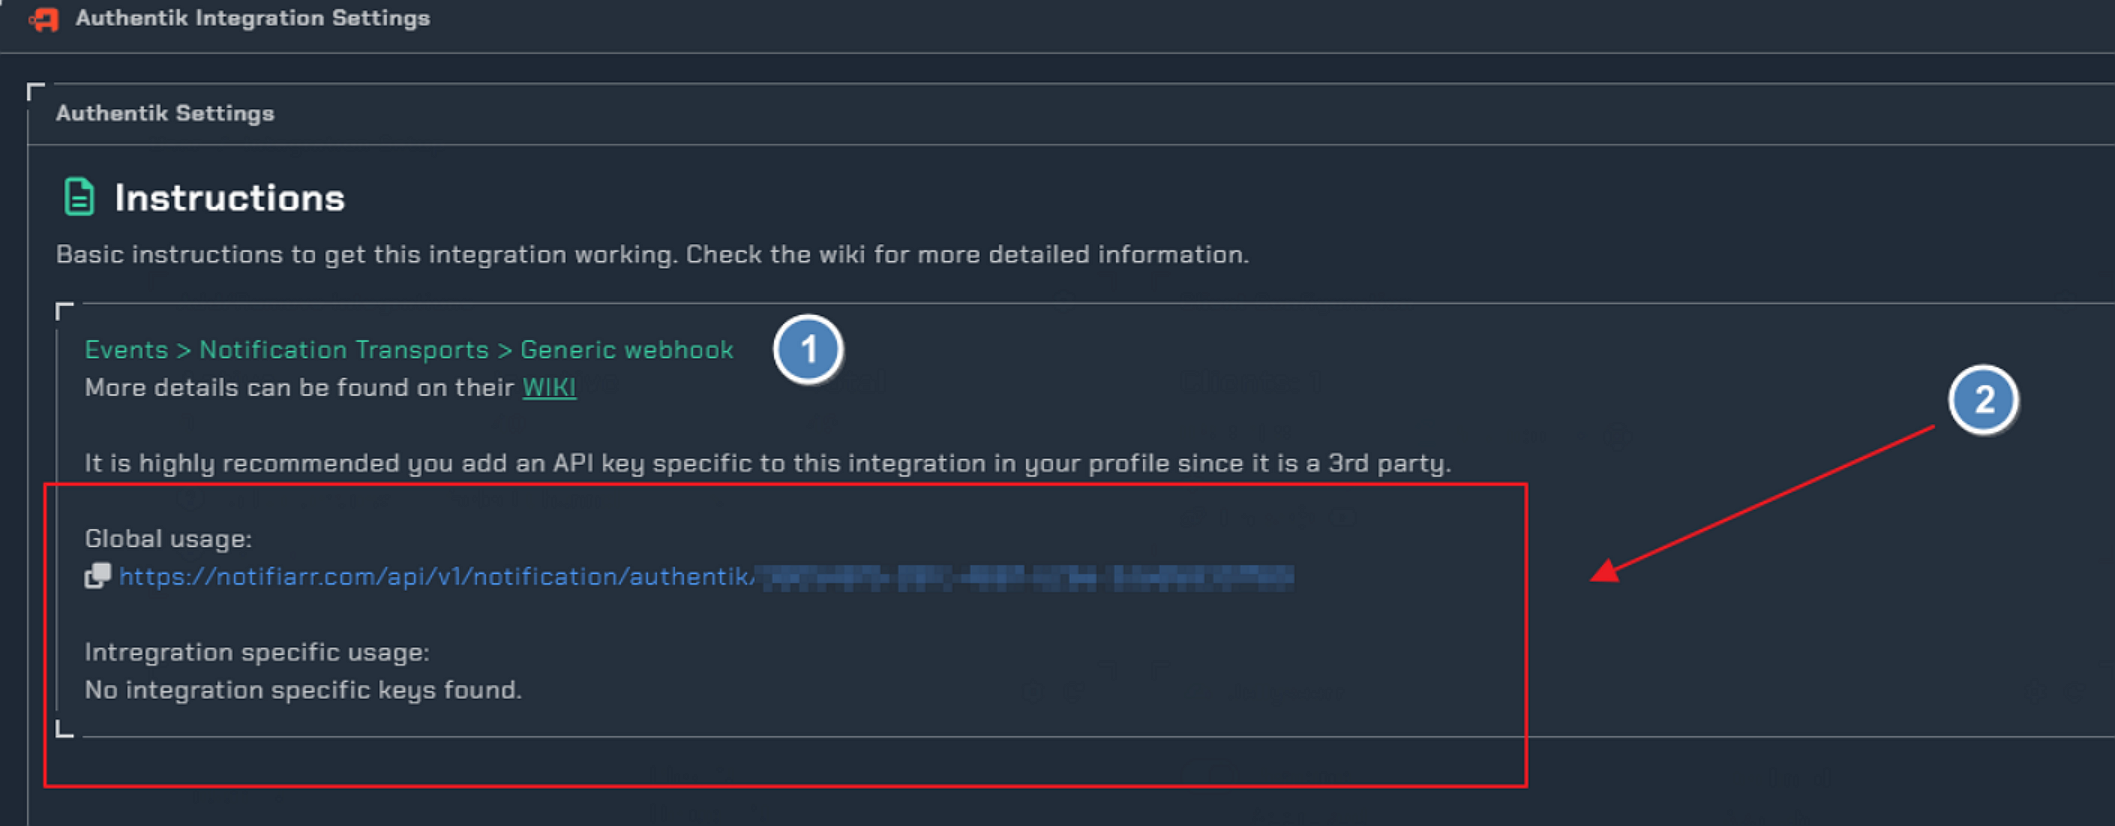 Authentik Integration Settings
Authentik Settings
Instructions
Basic instructions to get this integration working. Check the wiki for more detailed information.
Events > Notification Transports > Generic webhook
1
More details can be found on their WIKI
2
It is highly recommended you add an API key specific to this integration in your profile since it is a 3rd party.
Global usage:
https://notifiarr.com/api/v1/notification/authentik/
Intregration specific usage:
No integration specific keys found.